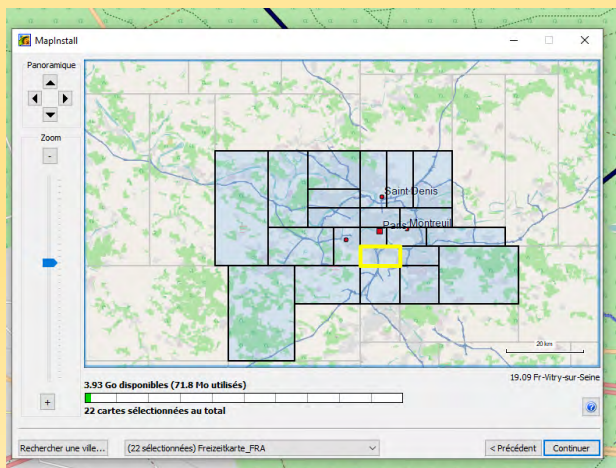 MapInstall
Panoramique
Zoom
-
+
Saint-Denis
Paris
Montreuil
20 km
19.09 Fr-Vitry-sur-Seine
3.93 Go disponibles (71.8 Mo utilisés)
22 cartes sélectionnées au total
Rechercher une ville...
(22 sélectionnées) Freizeitkarte_FRA
< Précédent
Continuer